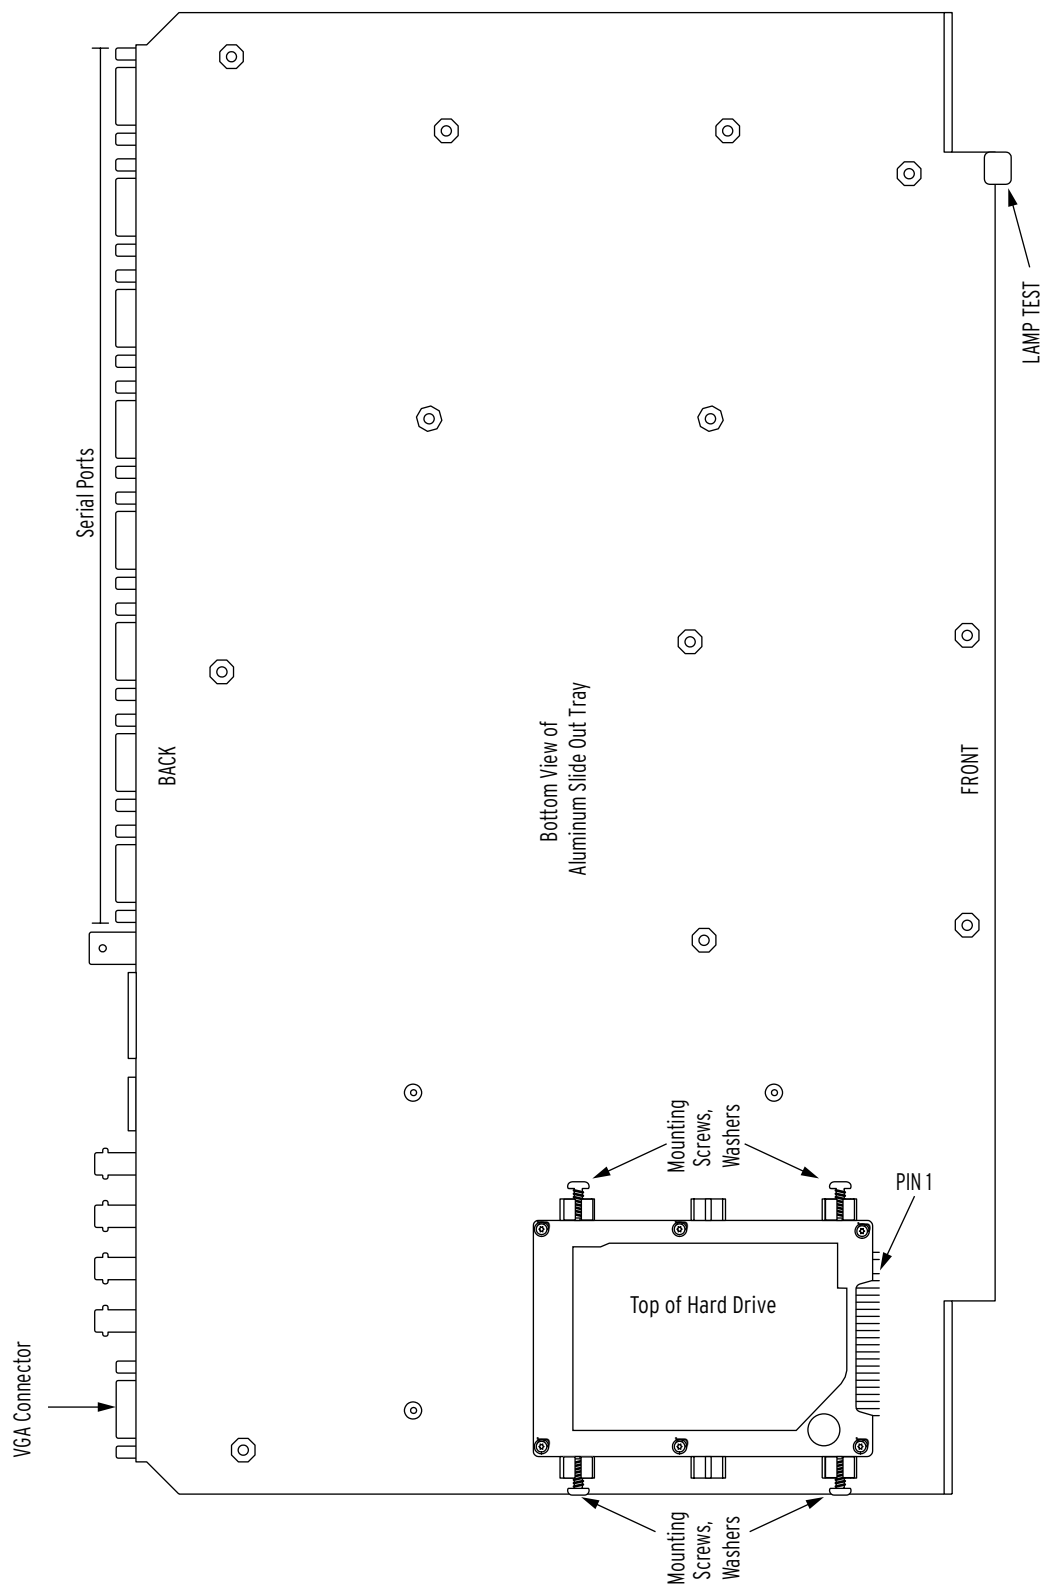 Serial Ports
LAMP TEST
BACK
Bottom View of
Aluminum Slide Out Tray
FRONT
Mounting
Screws,
Washers
PIN 1
Top of Hard Drive
VGA Connector
Mounting
Screws,
Washers